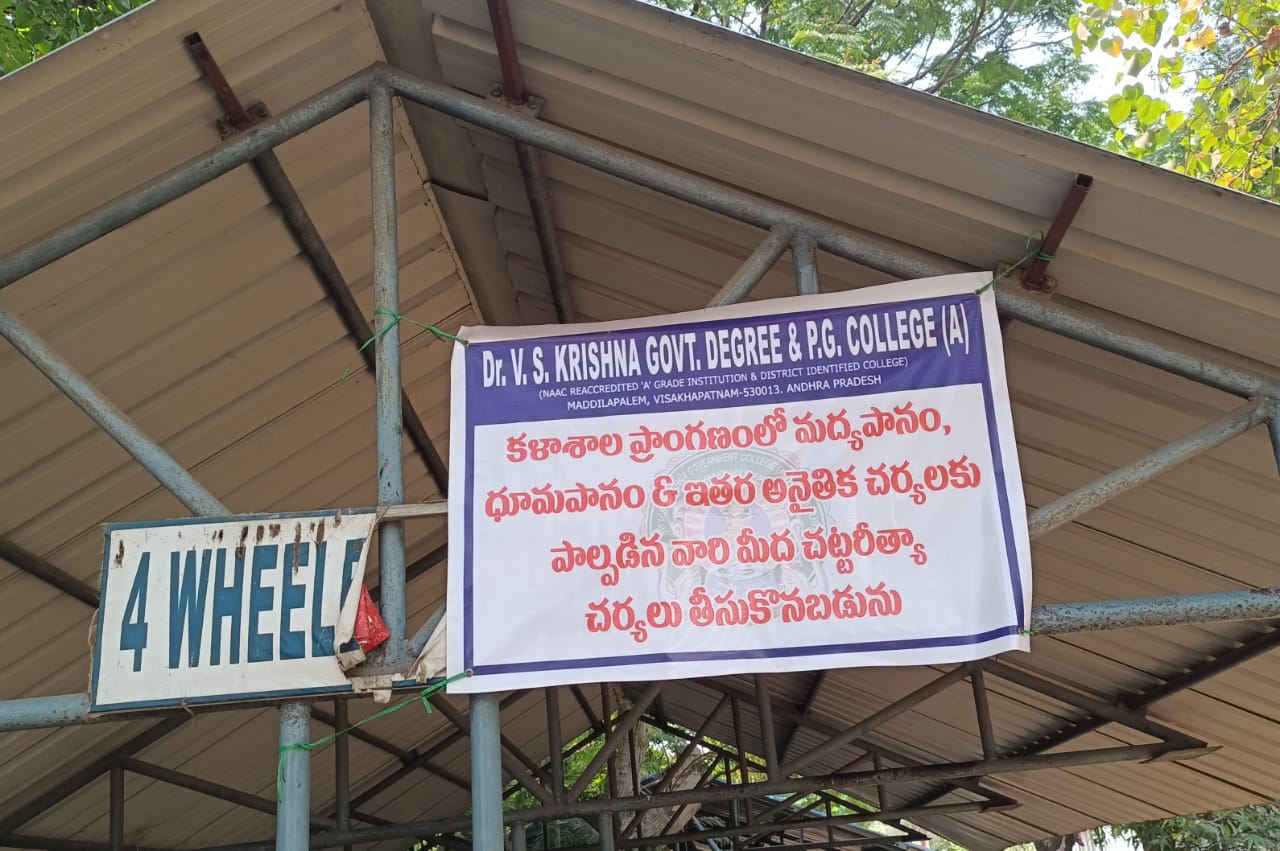 Dr. V. S. KRISHNA GOVT. DEGREE & P.G. COLLEGE (A)
(NAAC REACCREDITED 'A' GRADE INSTITUTION & DISTRICT IDENTIFIED COLLEGE)
MADDILAPALEM, VISAKHAPATNAM-530013. ANDHRA PRADESH
కళాశాల ప్రాంగణంలో మద్యపానం,
ధూమపానం & ఇతర అనైతిక చర్యలకు
పాల్పడిన వారి మీద చట్టరీత్యా
చర్యలు తీసుకొనబడును
4 WHEEL